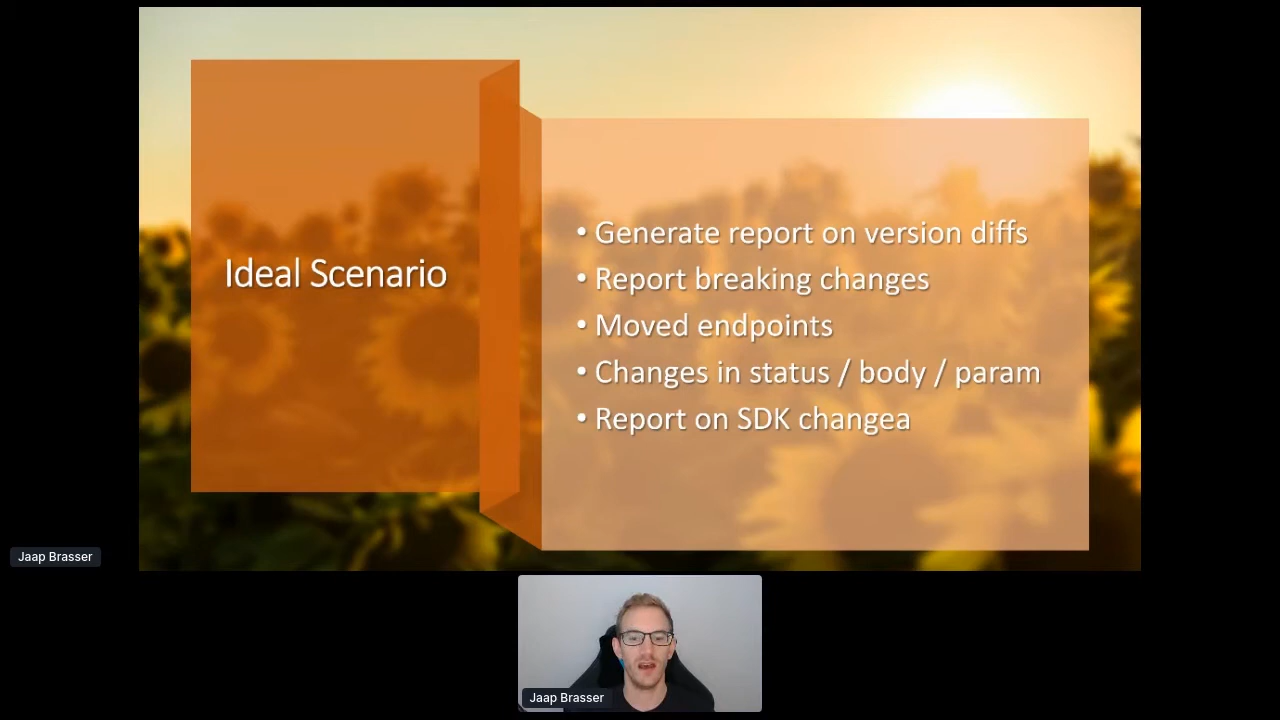 Ideal Scenario
• Generate report on version diffs
• Report breaking changes
• Moved endpoints
• Changes in status / body / param
• Report on SDK changea
Jaap Brasser
Jaap Brasser